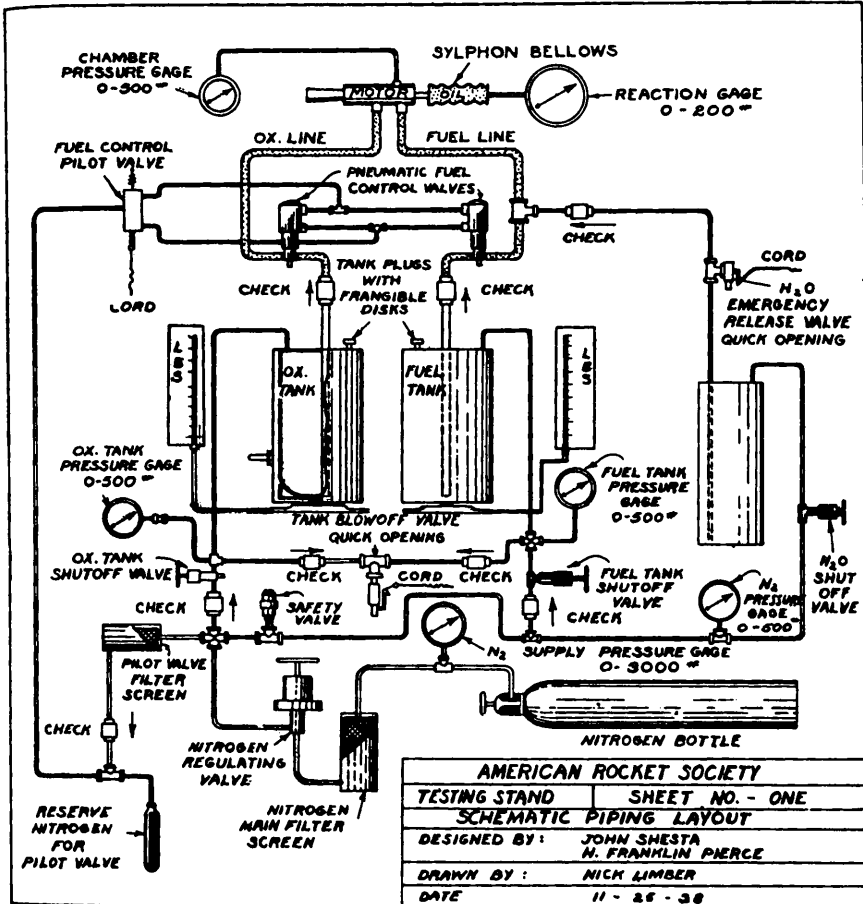 CHAMBER
PRESSURE GAGE
0-500#
SYLPHON BELLOWS
MOTOR
OIL
REACTION GAGE
0-200#
OX. LINE
FUEL LINE
FUEL CONTROL
PILOT VALVE
PNEUMATIC FUEL
CONTROL VALVES
CHECK
CORD
CORD
TANK PLUGS
WITH
FRANGIBLE
DISKS
CHECK
CHECK
H2O
EMERGENCY
RELEASE VALVE
QUICK OPENING
LBS
OX.
TANK
FUEL
TANK
LBS
OX. TANK
PRESSURE GAGE
0-500#
FUEL TANK
PRESSURE
GAGE
0-500#
TANK BLOWOFF VALVE
QUICK OPENING
OX. TANK
SHUTOFF VALVE
CHECK
CHECK
CORD
FUEL TANK
SHUTOFF
VALVE
H2O
SHUT
OFF
VALVE
CHECK
SAFETY
VALVE
CHECK
N2
PRESSURE
GAGE
0-500#
N2 SUPPLY PRESSURE GAGE
0-3000#
PILOT VALVE
FILTER
SCREEN
CHECK
NITROGEN
REGULATING
VALVE
NITROGEN BOTTLE
RESERVE
NITROGEN
FOR
PILOT VALVE
NITROGEN
MAIN FILTER
SCREEN
AMERICAN ROCKET SOCIETY
TESTING STAND SHEET NO. - ONE
SCHEMATIC PIPING LAYOUT
DESIGNED BY: JOHN SHESTA
H. FRANKLIN PIERCE
DRAWN BY: NICK LIMBER
DATE